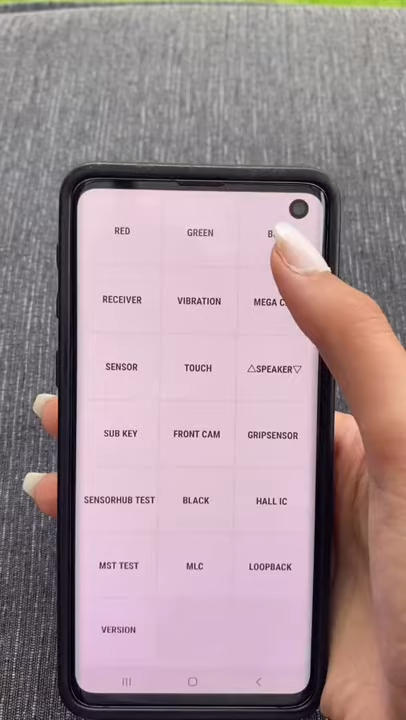 RED GREEN
RECEIVER VIBRATION MEGA
SENSOR TOUCH △SPEAKER▽
SUB KEY FRONT CAM GRIPSENSOR
SENSORHUB TEST BLACK HALL IC
MST TEST MLC LOOPBACK
VERSION